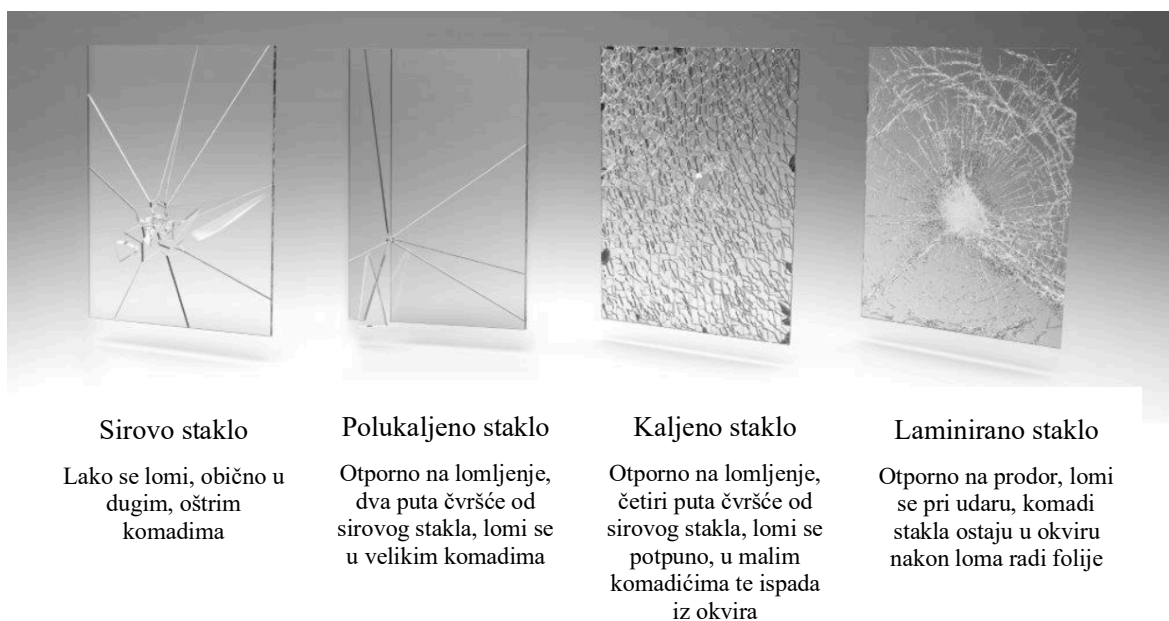 Sirovo staklo
Lako se lomi, obično u
dugim, oštrim
komadima
Polukaljeno staklo
Otporno na lomljenje,
dva puta čvršće od
sirovog stakla, lomi se
u velikim komadima
Kaljeno staklo
Otporno na lomljenje,
četiri puta čvršće od
sirovog stakla, lomi se
potpuno, u malim
komadićima te ispada
iz okvira
Laminirano staklo
Otporno na prodor, lomi
se pri udaru, komadi
stakla ostaju u okviru
nakon loma radi folije